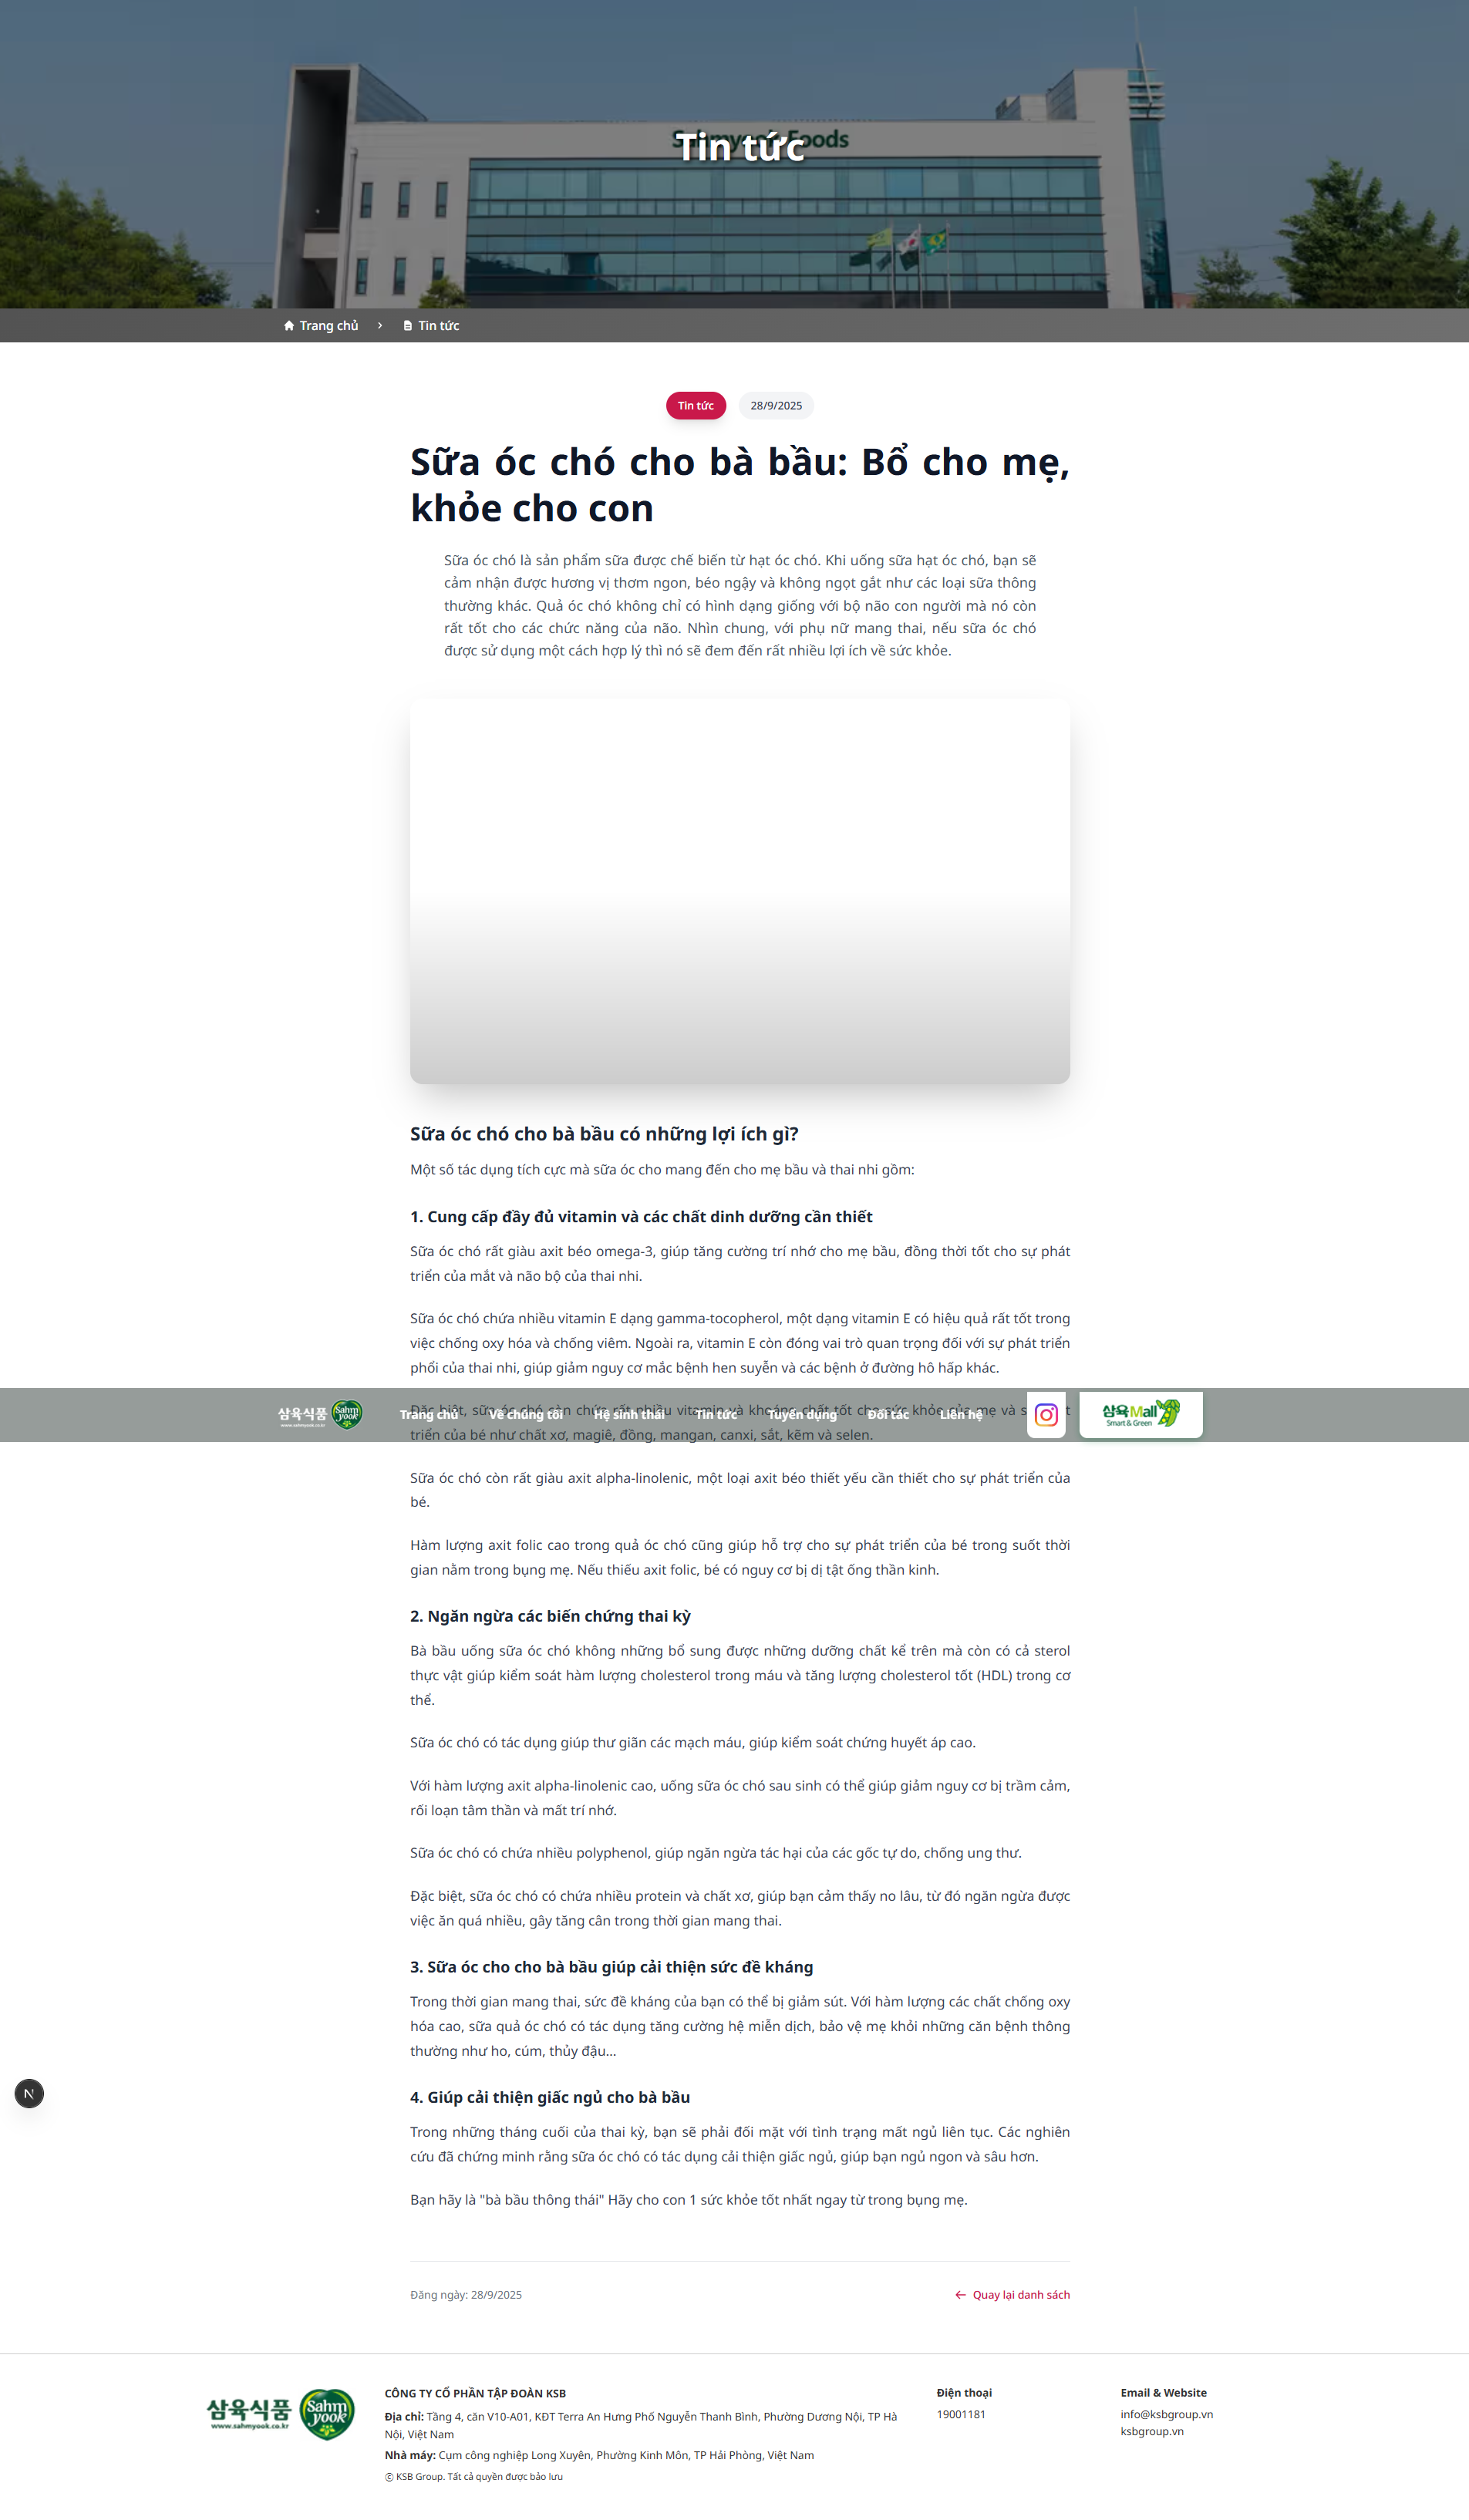 Sahmyook Foods
Tin tức
Trang chủ
Tin tức
Tin tức
28/9/2025
Sữa óc chó cho bà bầu: Bổ cho mẹ,
khỏe cho con
Sữa óc chó là sản phẩm sữa được chế biến từ hạt óc chó. Khi uống sữa hạt óc chó, bạn sẽ
cảm nhận được hương vị thơm ngon, béo ngậy và không ngọt gắt như các loại sữa thông
thường khác. Quả óc chó không chỉ có hình dạng giống với bộ não con người mà nó còn
rất tốt cho các chức năng của não. Nhìn chung, với phụ nữ mang thai, nếu sữa óc chó
được sử dụng một cách hợp lý thì nó sẽ đem đến rất nhiều lợi ích về sức khỏe.
Sữa óc chó cho bà bầu có những lợi ích gì?
Một số tác dụng tích cực mà sữa óc cho mang đến cho mẹ bầu và thai nhi gồm:
1. Cung cấp đầy đủ vitamin và các chất dinh dưỡng cần thiết
Sữa óc chó rất giàu axit béo omega-3, giúp tăng cường trí nhớ cho mẹ bầu, đồng thời tốt cho sự phát
triển của mắt và não bộ của thai nhi.
Sữa óc chó chứa nhiều vitamin E dạng gamma-tocopherol, một dạng vitamin E có hiệu quả rất tốt trong
việc chống oxy hóa và chống viêm. Ngoài ra, vitamin E còn đóng vai trò quan trọng đối với sự phát triển
phổi của thai nhi, giúp giảm nguy cơ mắc bệnh hen suyễn và các bệnh ở đường hô hấp khác.
삼육식품
www.sahmyook.co.kr
Sahm
yook
Trang chủ
Về chúng tôi
Hệ sinh thái
Tin tức
Tuyển dụng
Đối tác
Liên hệ
삼육Mall
Smart & Green
Đặc biệt, sữa óc chó còn chứa rất nhiều vitamin và khoáng chất tốt cho sức khỏe của mẹ và
triển của bé như chất xơ, magiê, đồng, mangan, canxi, sắt, kẽm và selen.
Sữa óc chó còn rất giàu axit alpha-linolenic, một loại axit béo thiết yếu cần thiết cho sự phát triển của
bé.
Hàm lượng axit folic cao trong quả óc chó cũng giúp hỗ trợ cho sự phát triển của bé trong suốt thời
gian nằm trong bụng mẹ. Nếu thiếu axit folic, bé có nguy cơ bị dị tật ống thần kinh.
2. Ngăn ngừa các biến chứng thai kỳ
Bà bầu uống sữa óc chó không những bổ sung được những dưỡng chất kể trên mà còn có cả sterol
thực vật giúp kiểm soát hàm lượng cholesterol trong máu và tăng lượng cholesterol tốt (HDL) trong cơ
thể.
Sữa óc chó có tác dụng giúp thư giãn các mạch máu, giúp kiểm soát chứng huyết áp cao.
Với hàm lượng axit alpha-linolenic cao, uống sữa óc chó sau sinh có thể giúp giảm nguy cơ bị trầm cảm,
rối loạn tâm thần và mất trí nhớ.
Sữa óc chó có chứa nhiều polyphenol, giúp ngăn ngừa tác hại của các gốc tự do, chống ung thư.
Đặc biệt, sữa óc chó có chứa nhiều protein và chất xơ, giúp bạn cảm thấy no lâu, từ đó ngăn ngừa được
việc ăn quá nhiều, gây tăng cân trong thời gian mang thai.
3. Sữa óc cho cho bà bầu giúp cải thiện sức đề kháng
Trong thời gian mang thai, sức đề kháng của bạn có thể bị giảm sút. Với hàm lượng các chất chống oxy
hóa cao, sữa quả óc chó có tác dụng tăng cường hệ miễn dịch, bảo vệ mẹ khỏi những căn bệnh thông
thường như ho, cúm, thủy đậu...
4. Giúp cải thiện giấc ngủ cho bà bầu
Trong những tháng cuối của thai kỳ, bạn sẽ phải đối mặt với tình trạng mất ngủ liên tục. Các nghiên
cứu đã chứng minh rằng sữa óc chó có tác dụng cải thiện giấc ngủ, giúp bạn ngủ ngon và sâu hơn.
Bạn hãy là "bà bầu thông thái" Hãy cho con 1 sức khỏe tốt nhất ngay từ trong bụng mẹ.
Đăng ngày: 28/9/2025
Quay lại danh sách
삼육식품
www.sahmyook.co.kr
Sahm
yook
CÔNG TY CỔ PHẦN TẬP ĐOÀN KSB
Địa chỉ: Tầng 4, căn V10-A01, KĐT Terra An Hưng Phố Nguyễn Thanh Bình, Phường Dương Nội, TP Hà
Nội, Việt Nam
Nhà máy: Cụm công nghiệp Long Xuyên, Phường Kinh Môn, TP Hải Phòng, Việt Nam
© KSB Group. Tất cả quyền được bảo lưu
Điện thoại
19001181
Email & Website
info@ksbgroup.vn
ksbgroup.vn